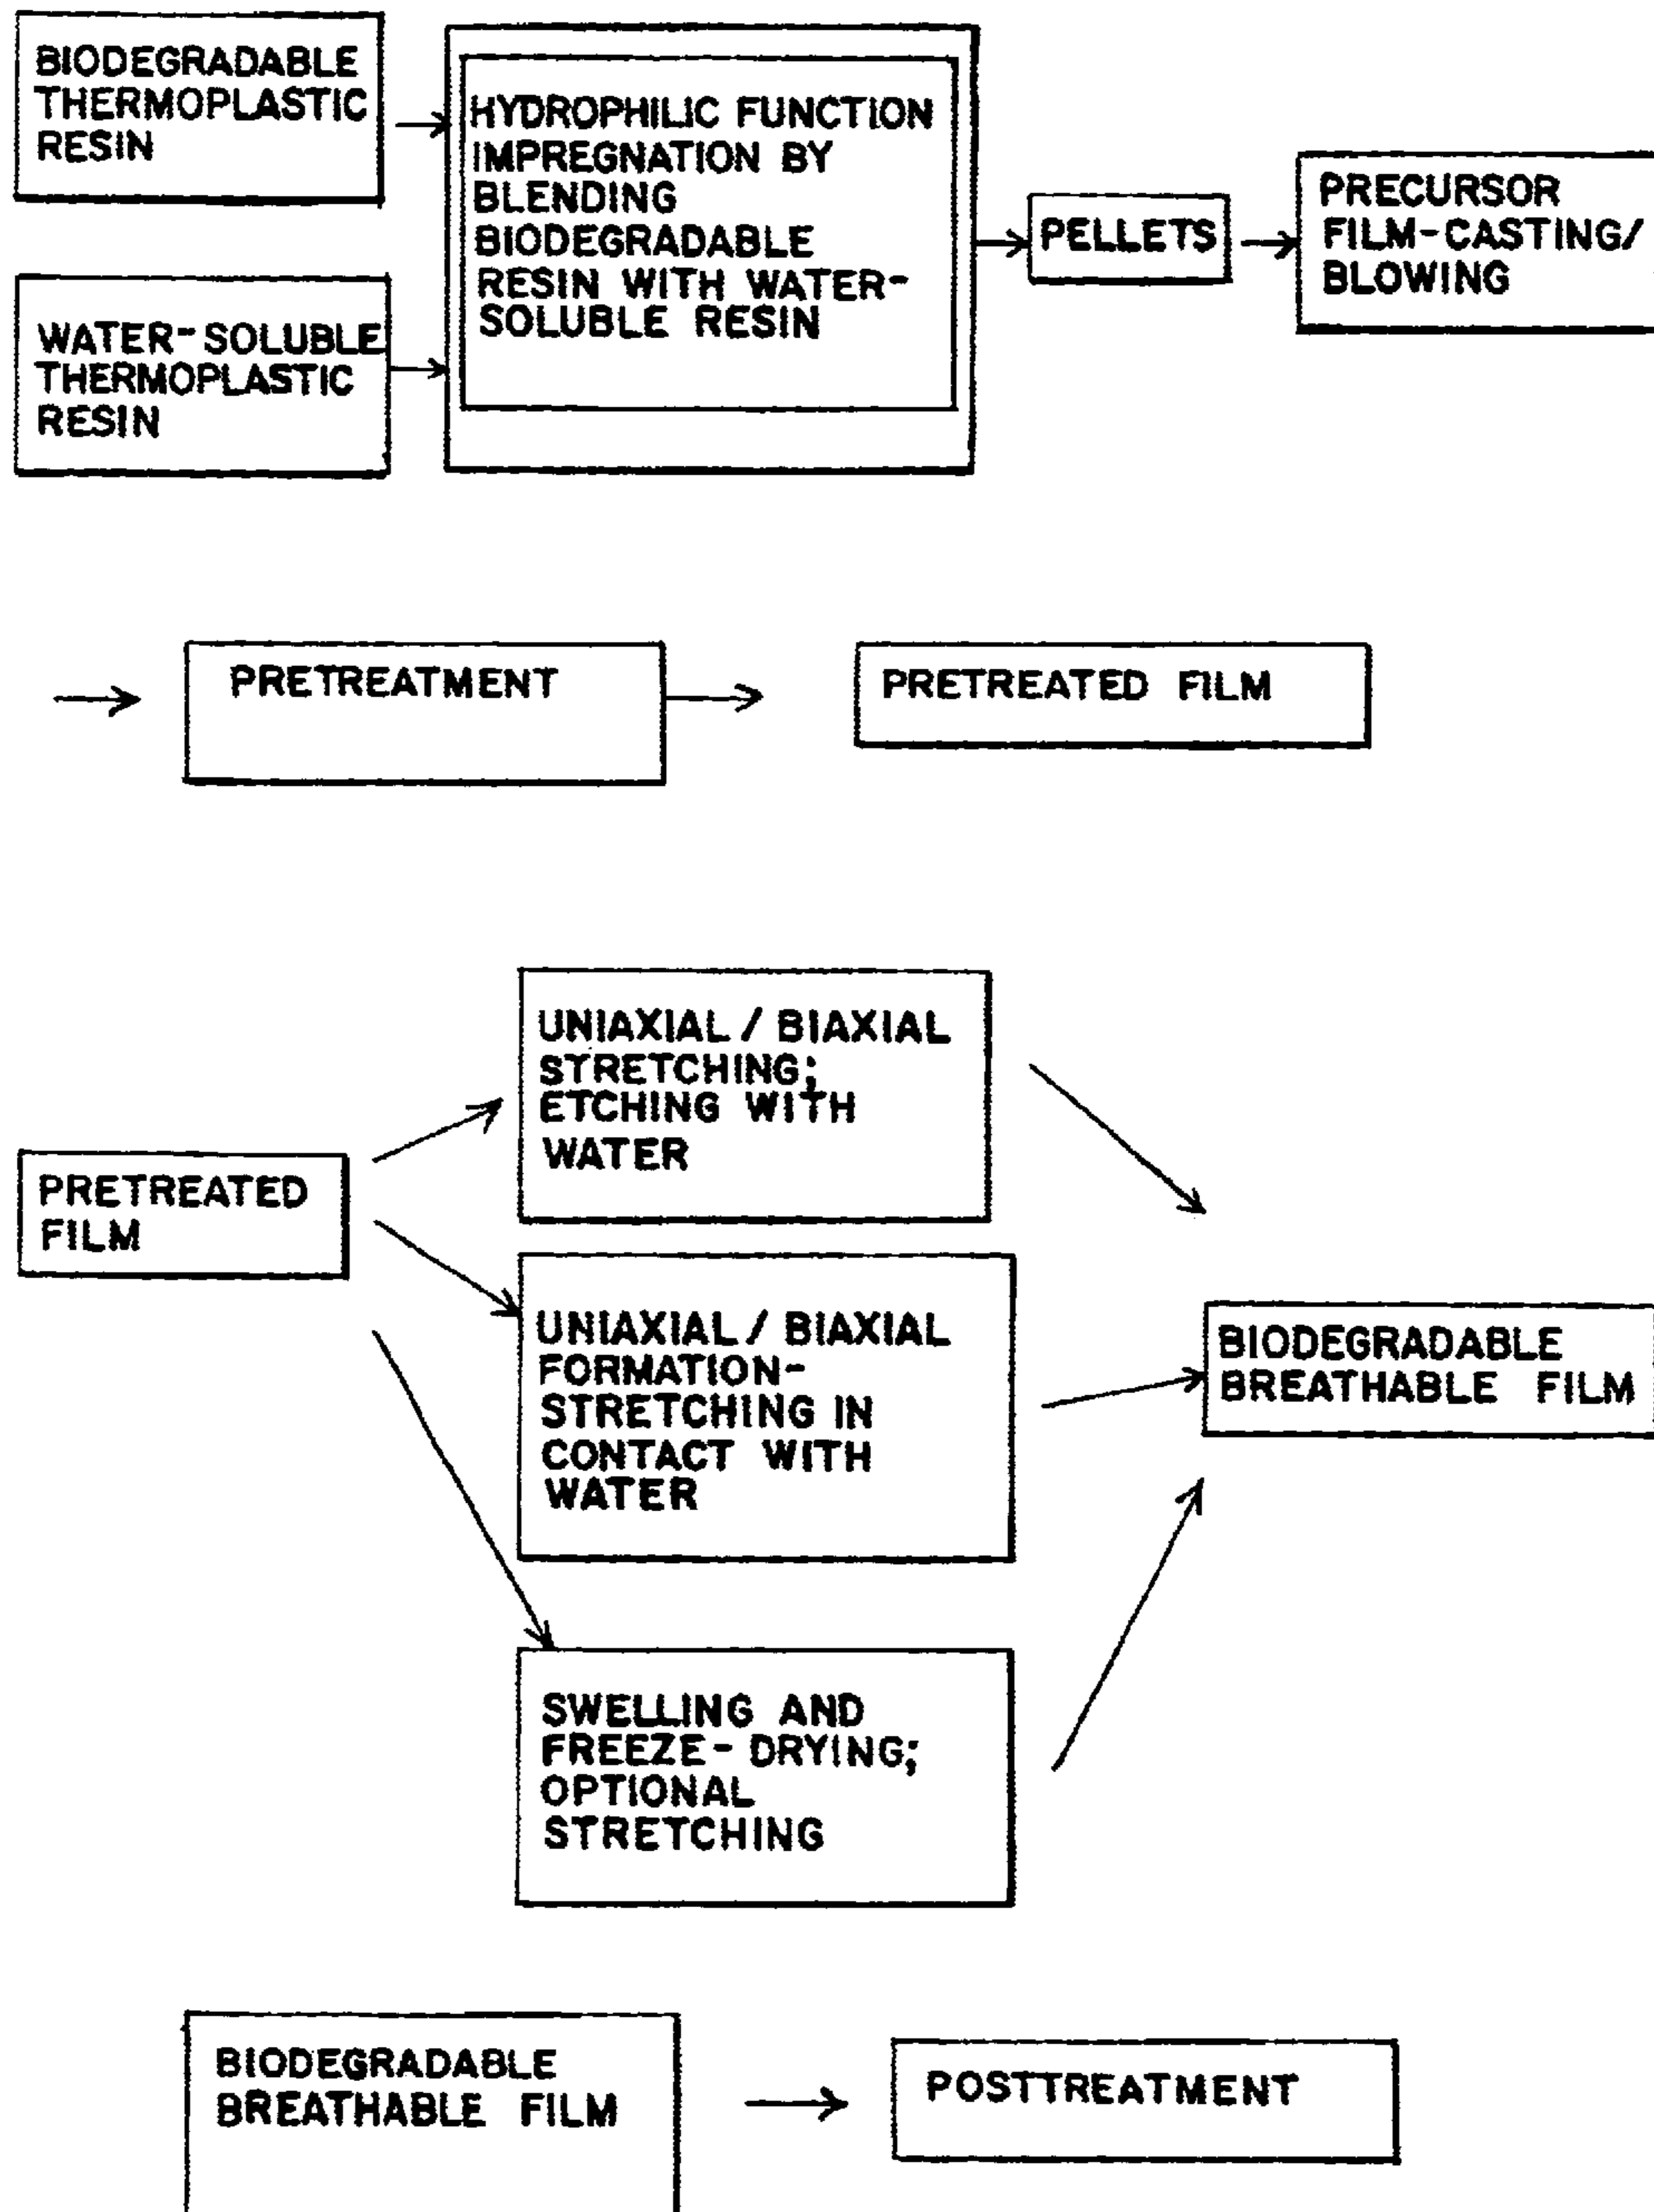 BIODEGRADABLE
THERMOPLASTIC
RESIN
WATER-SOLUBLE
THERMOPLASTIC
RESIN
HYDROPHILIC FUNCTION
IMPREGNATION BY
BLENDING
BIODEGRADABLE
RESIN WITH WATER-
SOLUBLE RESIN
PELLETS
PRECURSOR
FILM-CASTING/
BLOWING
PRETREATMENT
PRETREATED FILM
PRETREATED
FILM
UNIAXIAL / BIAXIAL
STRETCHING;
ETCHING WITH
WATER
UNIAXIAL / BIAXIAL
FORMATION-
STRETCHING IN
CONTACT WITH
WATER
SWELLING AND
FREEZE-DRYING;
OPTIONAL
STRETCHING
BIODEGRADABLE
BREATHABLE FILM
BIODEGRADABLE
BREATHABLE FILM
POSTTREATMENT